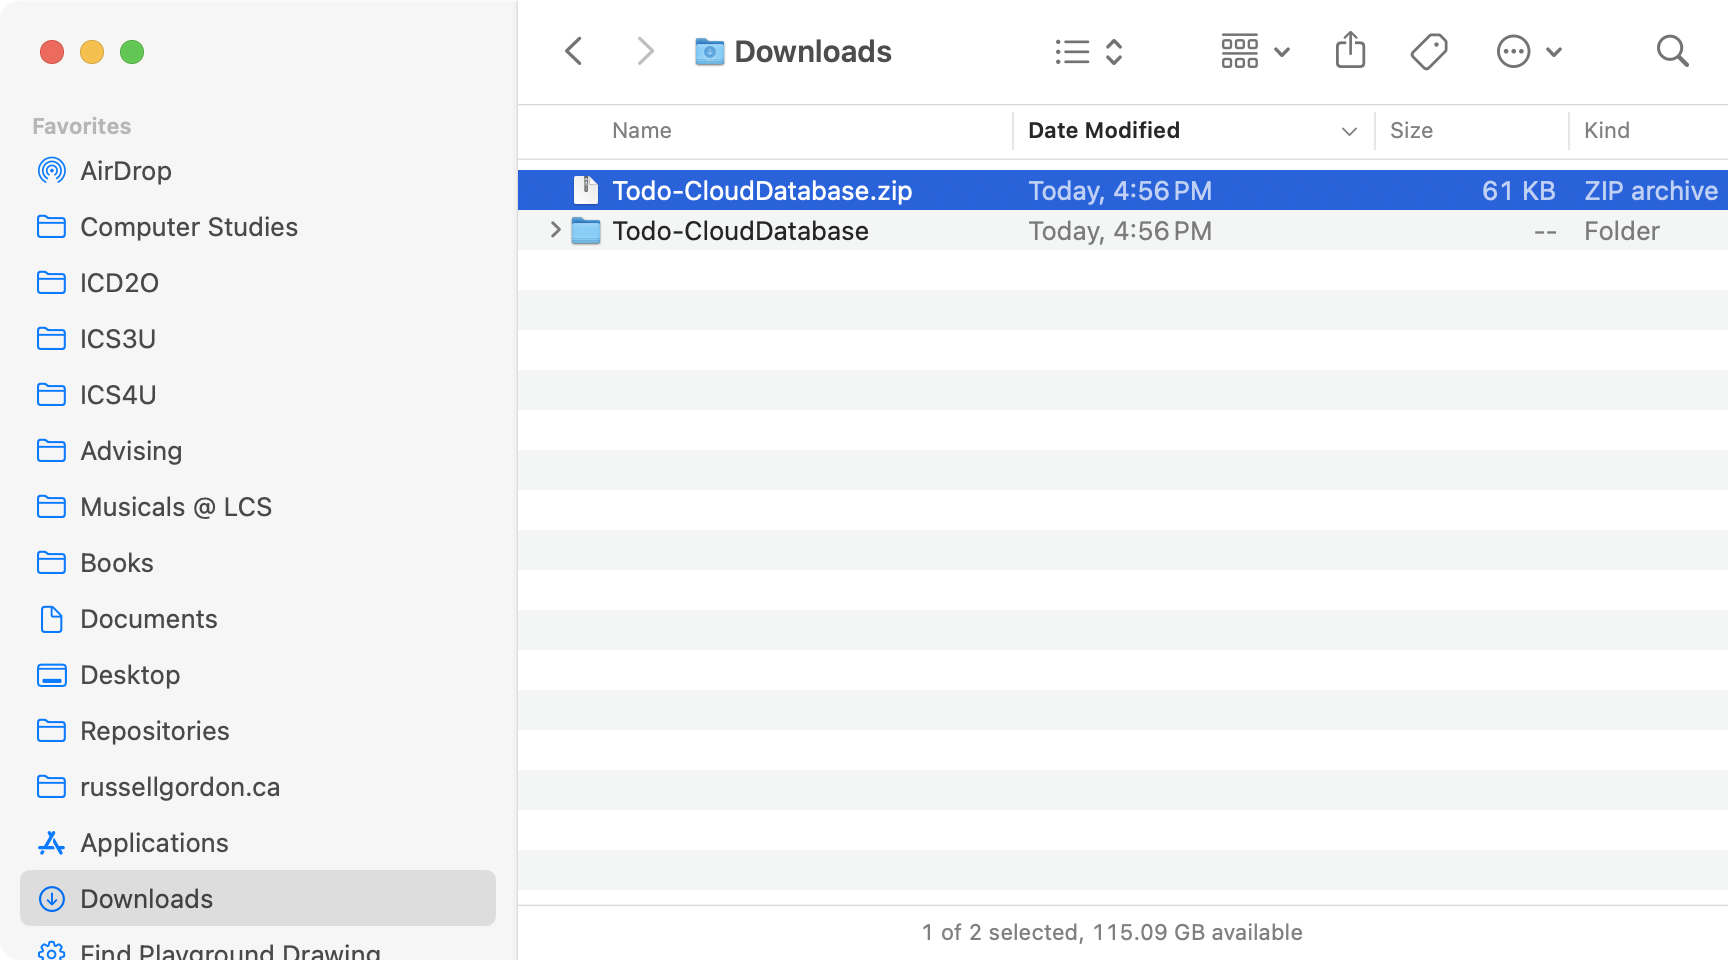 Downloads
Favorites
AirDrop
Computer Studies
ICD2O
ICS3U
ICS4U
Advising
Musicals @ LCS
Books
Documents
Desktop
Repositories
russellgordon.ca
Applications
Downloads
Find Playground Drawing
Name Date Modified Size Kind
Todo-CloudDatabase.zip Today, 4:56 PM 61 KB ZIP archive
Todo-CloudDatabase Today, 4:56 PM -- Folder
1 of 2 selected, 115.09 GB available